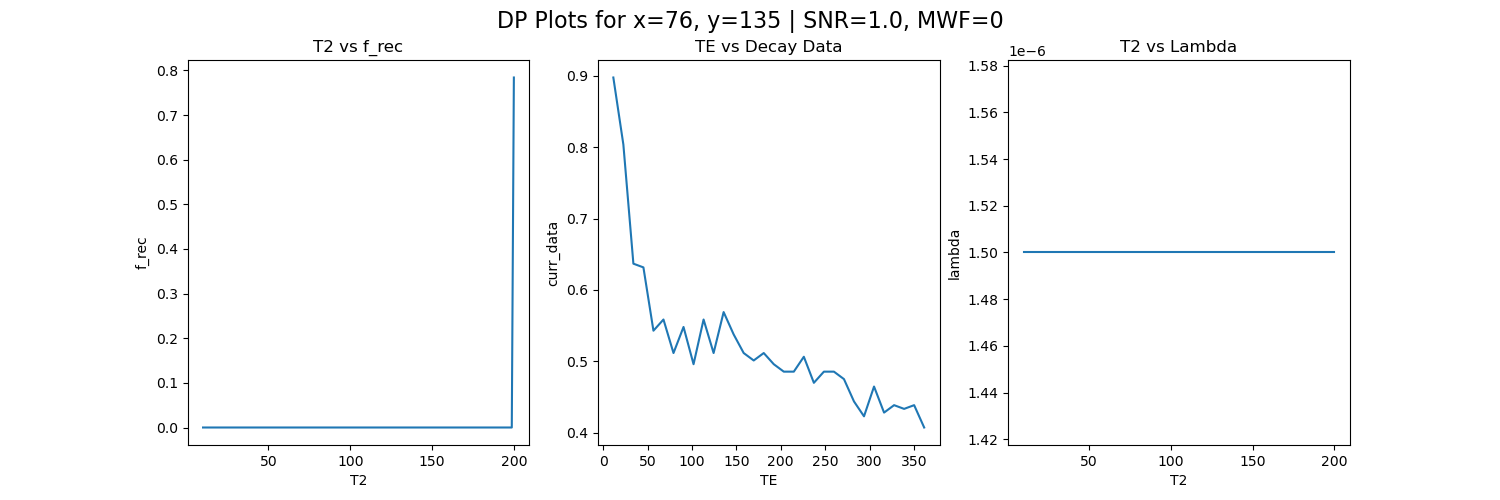 DP Plots for x=76, y=135 | SNR=1.0, MWF=0
T2 vs f_rec
f_rec
0.8
0.7
0.6
0.5
0.4
0.3
0.2
0.1
0.0
50 100 150 200
T2
TE vs Decay Data
curr_data
0.9
0.8
0.7
0.6
0.5
0.4
0 50 100 150 200 250 300 350
TE
T2 vs Lambda
1e−6
lambda
1.58
1.56
1.54
1.52
1.50
1.48
1.46
1.44
1.42
50 100 150 200
T2